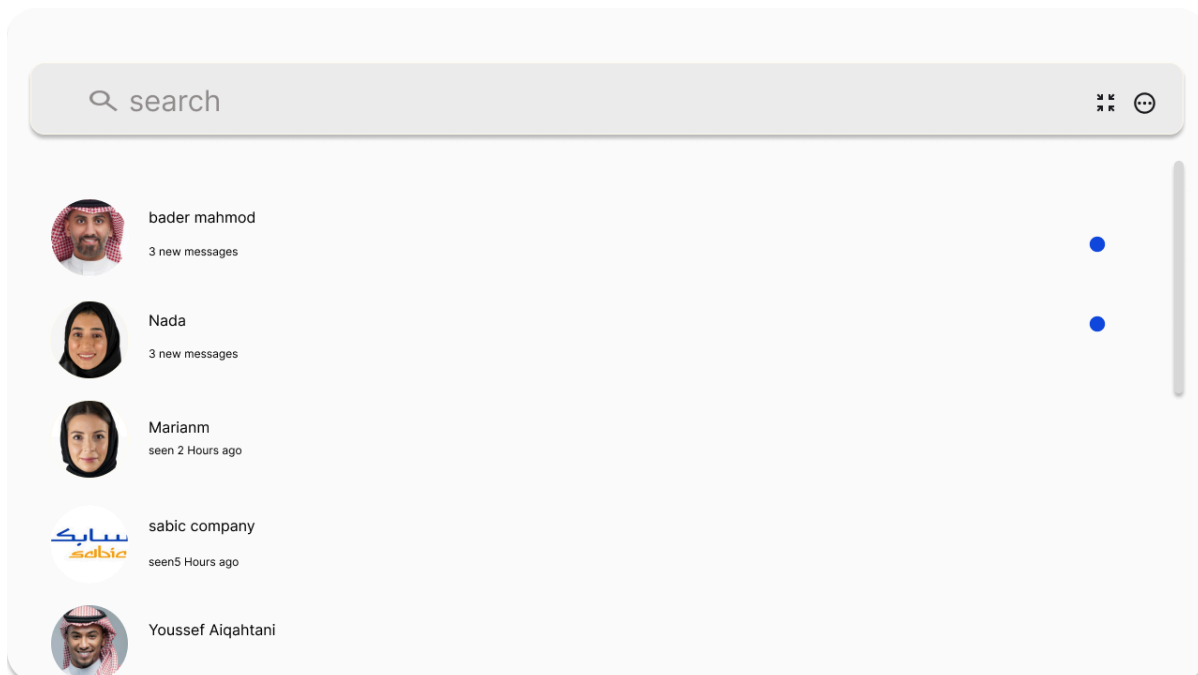 search
bader mahmod
3 new messages
Nada
3 new messages
Marianm
seen 2 Hours ago
سابك
sabic
sabic company
seen5 Hours ago
Youssef Aiqahtani